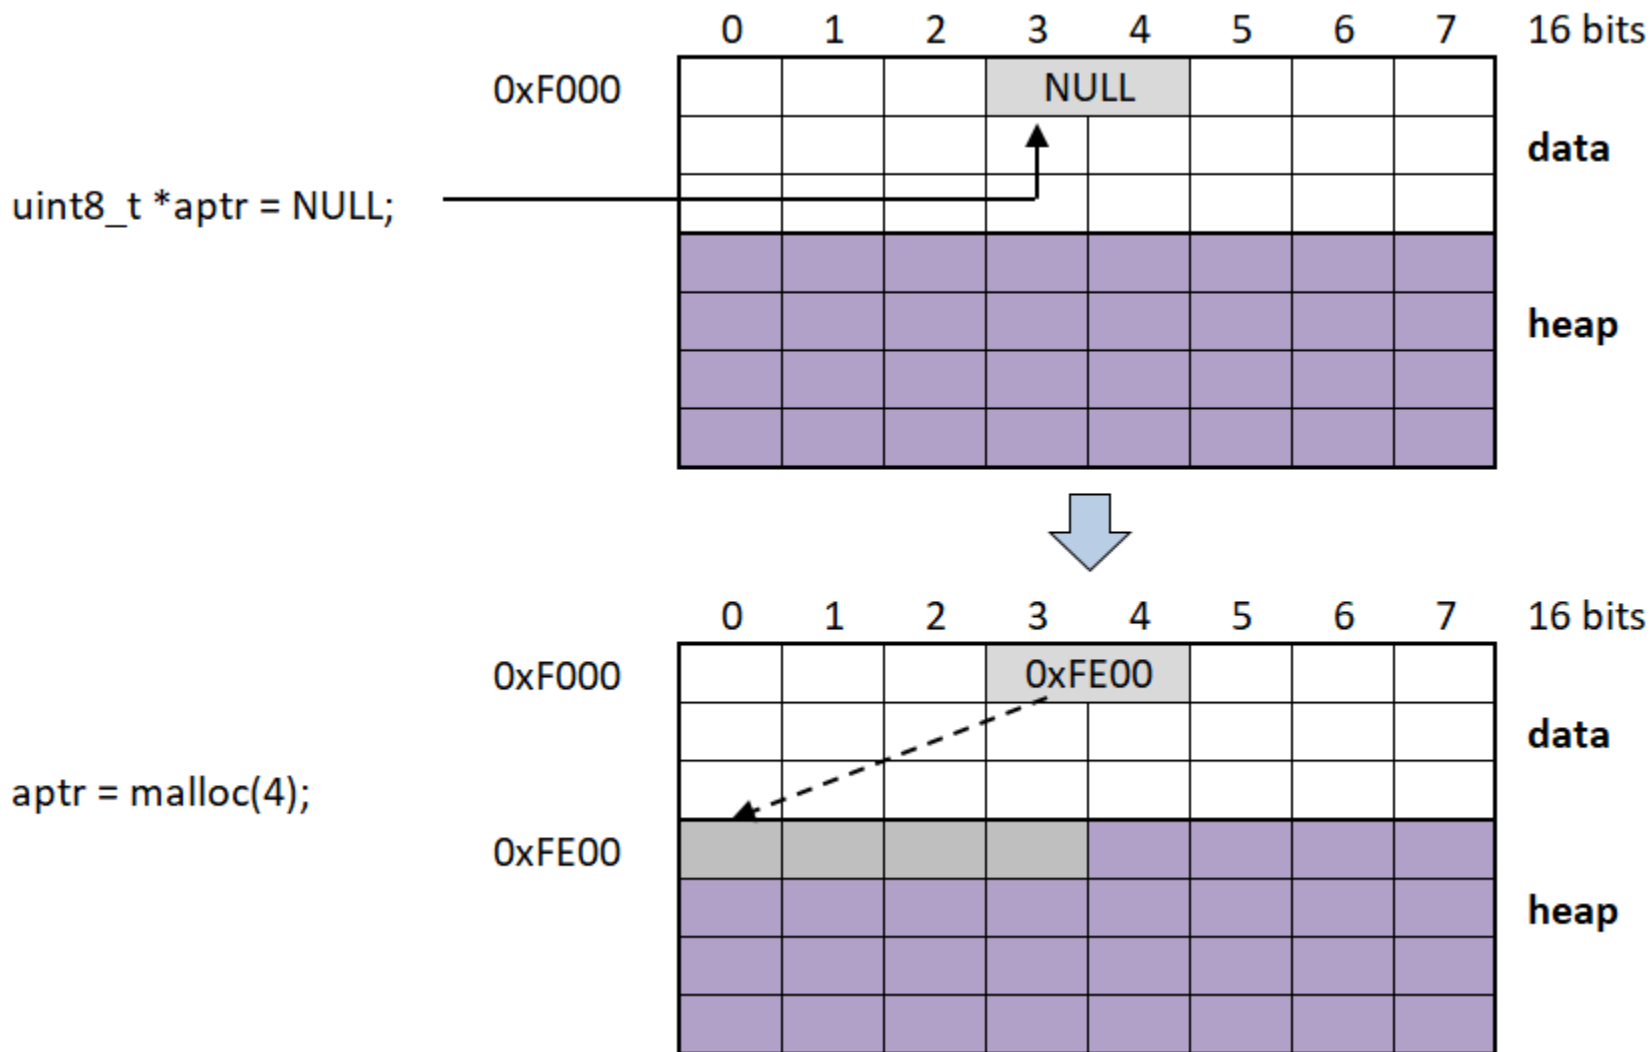 0 1 2 3 4 5 6 7 16 bits
0xF000 NULL
data
uint8_t *aptr = NULL;
heap
0 1 2 3 4 5 6 7 16 bits
0xF000 0xFE00
data
aptr = malloc(4);
0xFE00
heap